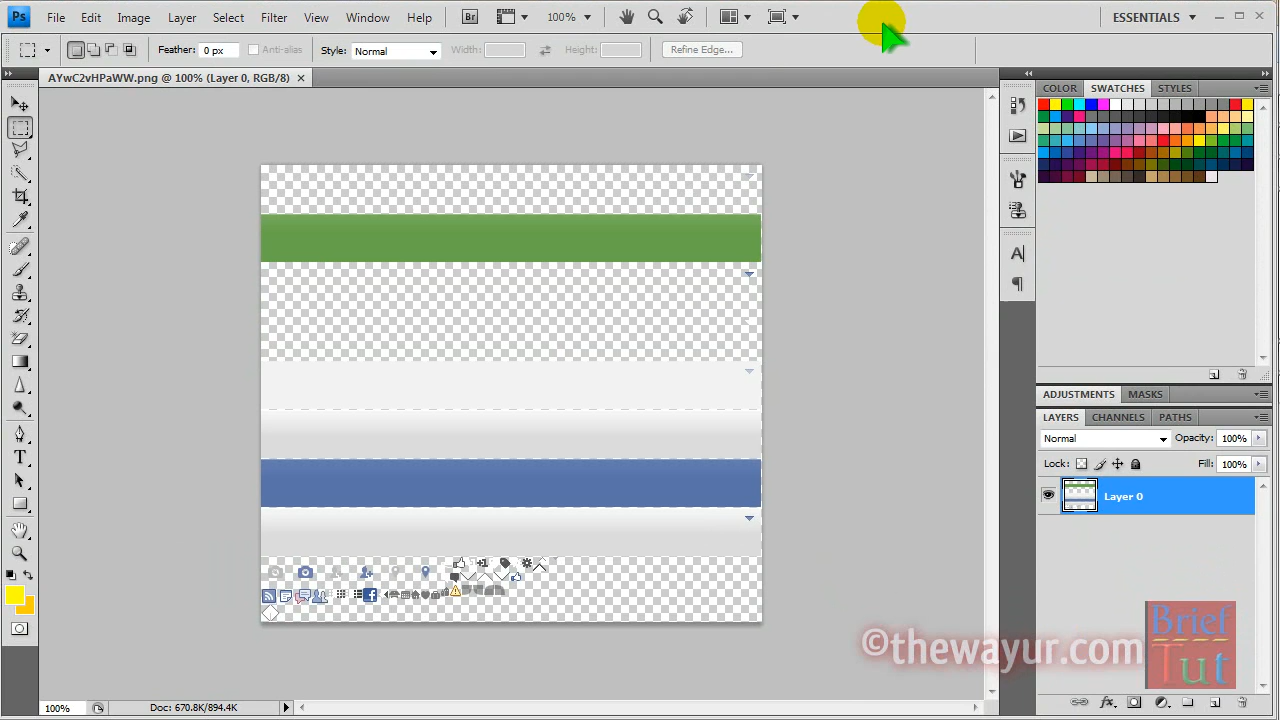 Ps File Edit Image Layer Select Filter Analysis View Window Help Br 100% ESSENTIALS
Feather: 0 px Anti-alias Style: Normal Width: Height: Refine Edge...
AYwC2vHPaWW.png @ 100% (Layer 0, RGB/8)
COLOR SWATCHES STYLES
ADJUSTMENTS MASKS
LAYERS CHANNELS PATHS
Normal Opacity: 100%
Lock: Fill: 100%
Layer 0
+1
©thewayur.com
Brief
Tut
100% Doc: 670.8K/894.4K